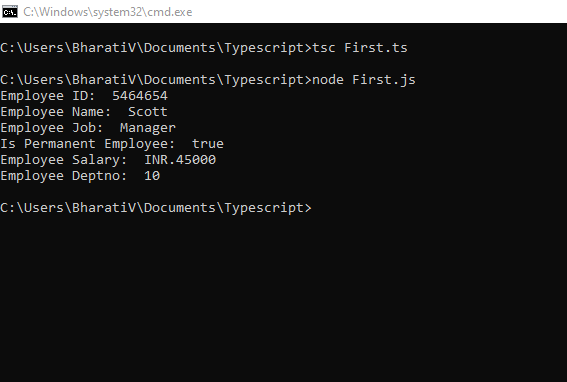 C:\Windows\system32\cmd.exe
C:\Users\BharatiV\Documents\Typescript>tsc First.ts
C:\Users\BharatiV\Documents\Typescript>node First.js
Employee ID:  5464654
Employee Name:  Scott
Employee Job:  Manager
Is Permanent Employee:  true
Employee Salary:  INR.45000
Employee Deptno:  10
C:\Users\BharatiV\Documents\Typescript>